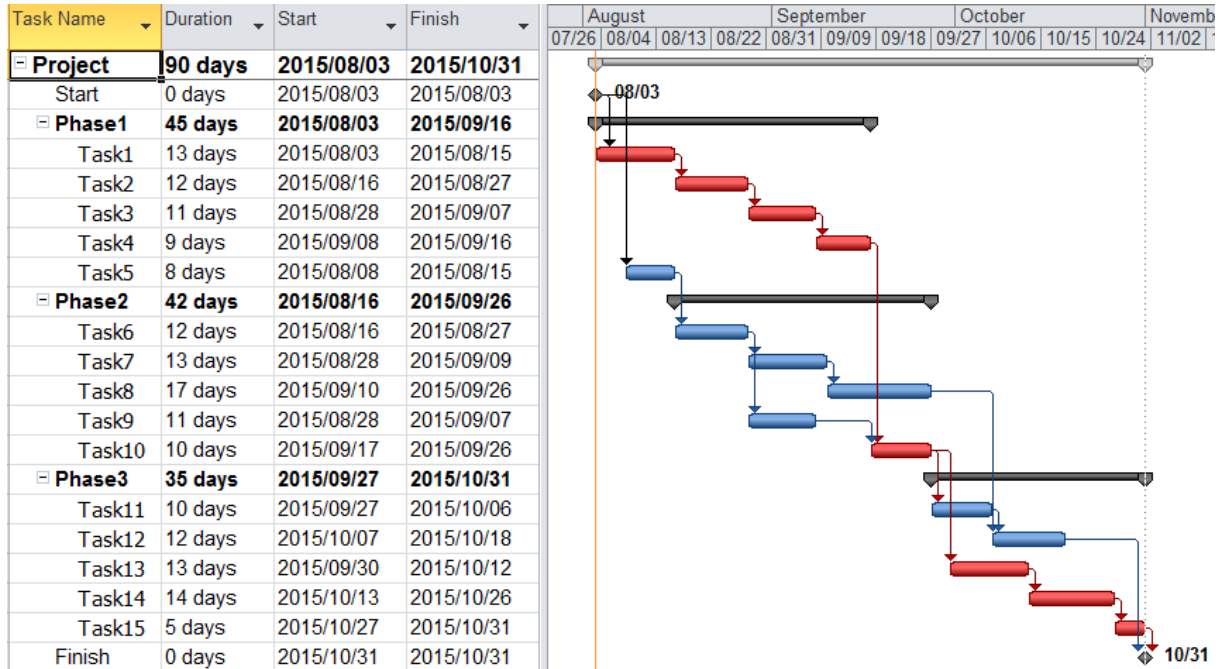 Task Name Duration Start Finish August September October Novemb
07/26 08/04 08/13 08/22 08/31 09/09 09/18 09/27 10/06 10/15 10/24 11/02
Project 90 days 2015/08/03 2015/10/31
Start 0 days 2015/08/03 2015/08/03 08/03
Phase1 45 days 2015/08/03 2015/09/16
Task1 13 days 2015/08/03 2015/08/15
Task2 12 days 2015/08/16 2015/08/27
Task3 11 days 2015/08/28 2015/09/07
Task4 9 days 2015/09/08 2015/09/16
Task5 8 days 2015/08/08 2015/08/15
Phase2 42 days 2015/08/16 2015/09/26
Task6 12 days 2015/08/16 2015/08/27
Task7 13 days 2015/08/28 2015/09/09
Task8 17 days 2015/09/10 2015/09/26
Task9 11 days 2015/08/28 2015/09/07
Task10 10 days 2015/09/17 2015/09/26
Phase3 35 days 2015/09/27 2015/10/31
Task11 10 days 2015/09/27 2015/10/06
Task12 12 days 2015/10/07 2015/10/18
Task13 13 days 2015/09/30 2015/10/12
Task14 14 days 2015/10/13 2015/10/26
Task15 5 days 2015/10/27 2015/10/31
Finish 0 days 2015/10/31 2015/10/31 10/31